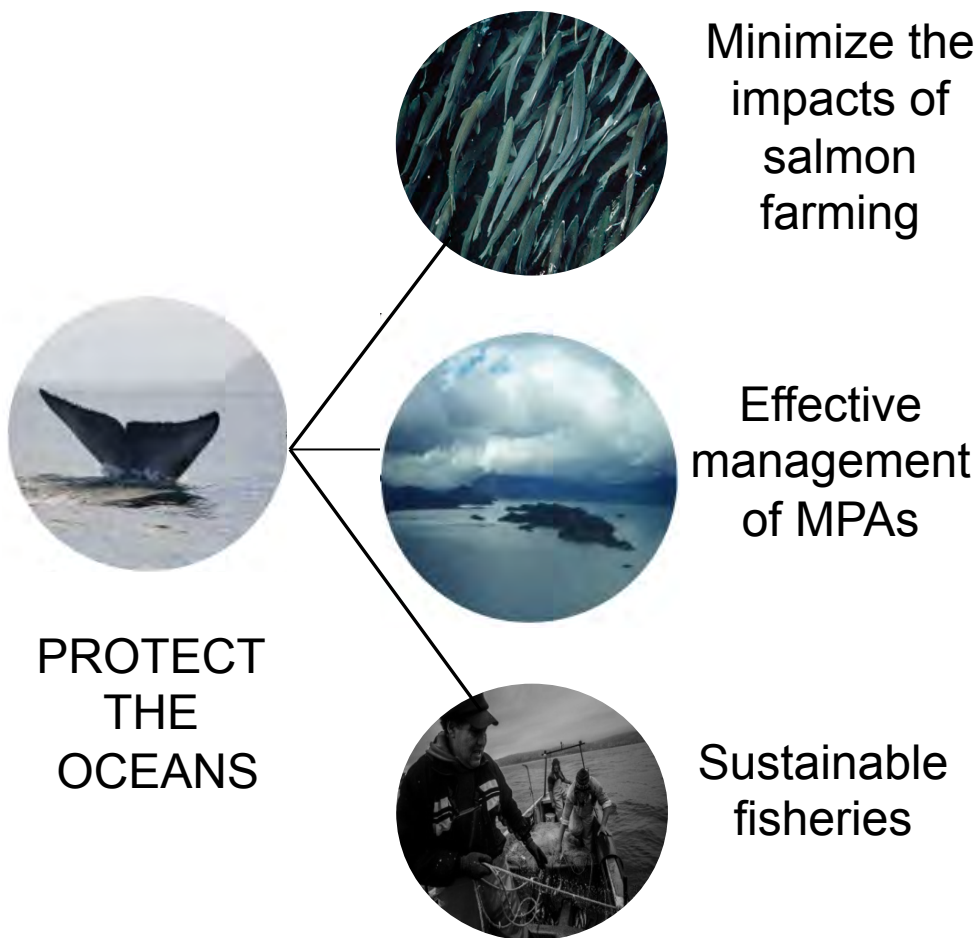 Minimize the
impacts of
salmon
farming
Effective
management
of MPAs
PROTECT
THE
OCEANS
Sustainable
fisheries